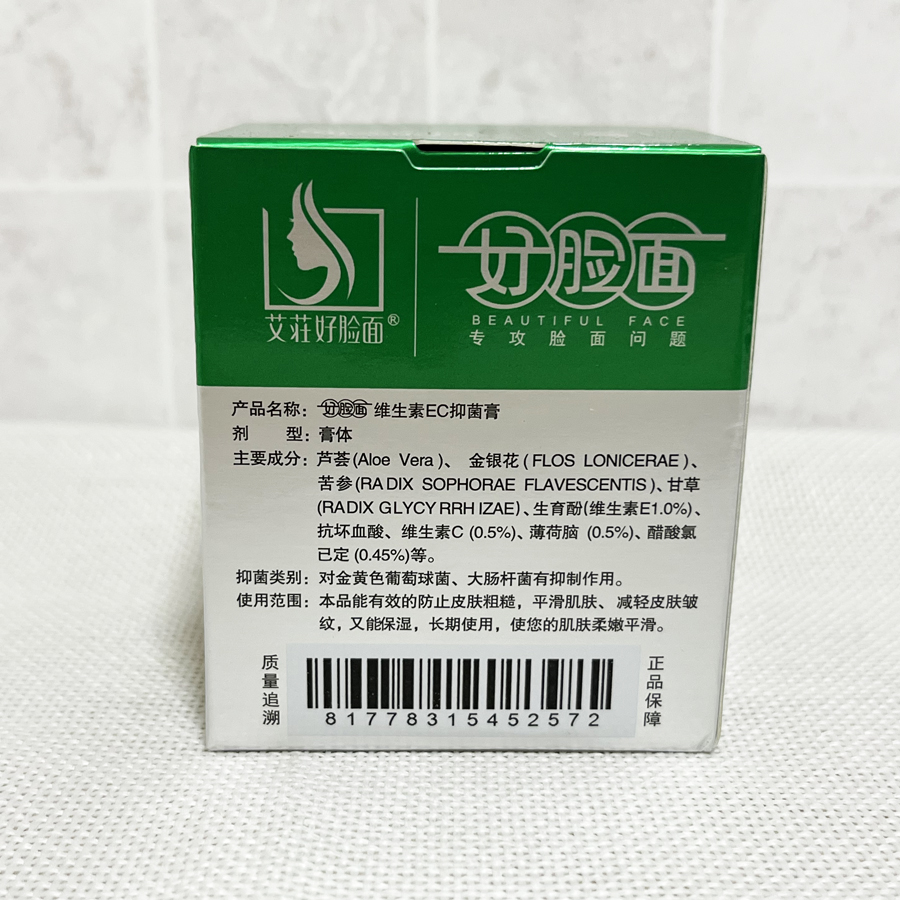 艾莊好脸面®
好脸面
BEAUTIFUL FACE
专攻脸面问题
产品名称：好脸面 维生素EC抑菌膏
剂 型：膏体
主要成分：芦荟(Aloe Vera)、 金银花(FLOS LONICERAE)、
苦参(RADIX SOPHORAE FLAVESCENTIS)、甘草
(RADIX GLYCYRRHIZAE)、生育酚(维生素E1.0%)、
抗坏血酸、维生素C (0.5%)、薄荷脑 (0.5%)、醋酸氯
已定 (0.45%)等。
抑菌类别：对金黄色葡萄球菌、大肠杆菌有抑制作用。
使用范围：本品能有效的防止皮肤粗糙，平滑肌肤、 减轻皮肤皱
纹，又能保湿，长期使用，使您的肌肤柔嫩平滑。
质量追溯
81778315452572
正品保障